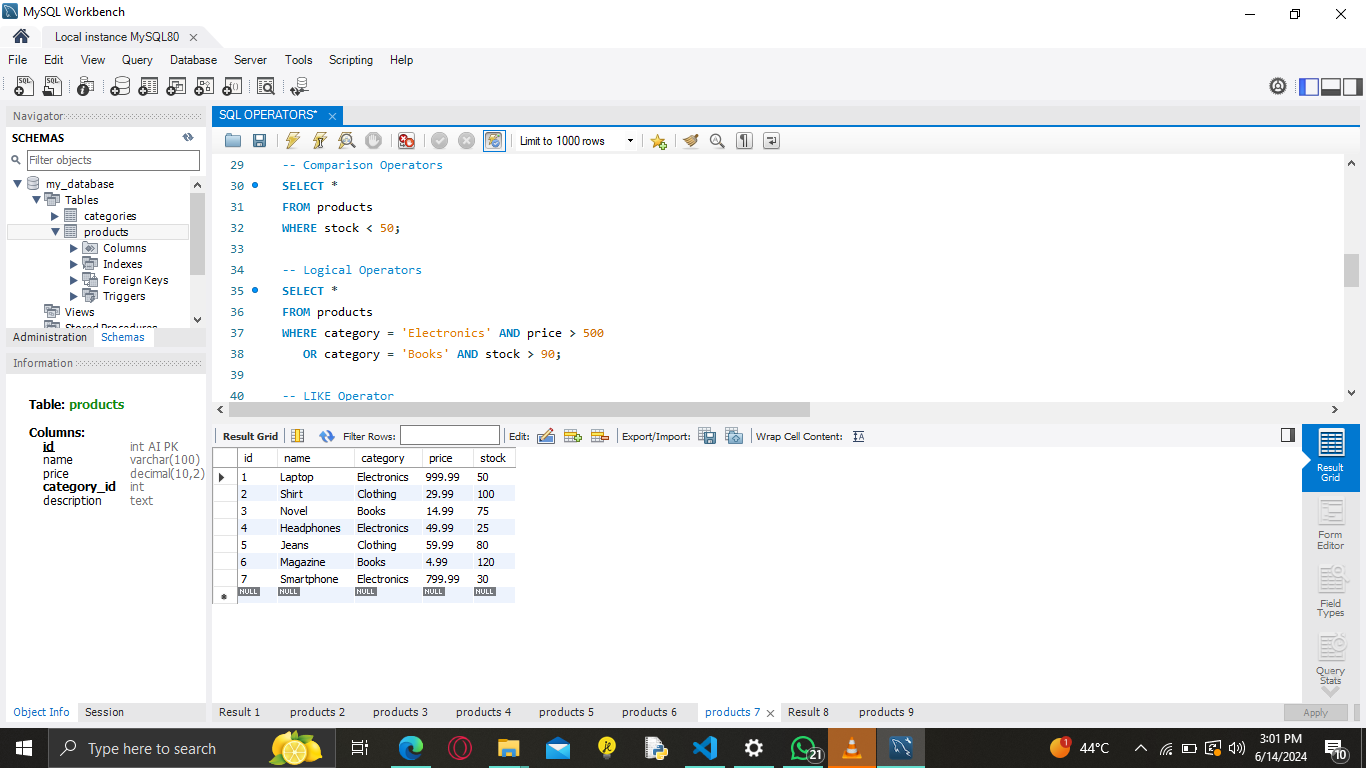 MySQL Workbench
Local instance MySQL80
File Edit View Query Database Server Tools Scripting Help
Navigator
SCHEMAS
Filter objects
my_database
Tables
categories
products
Columns
Indexes
Foreign Keys
Triggers
Views
Stored Procedures
Administration Schemas
Information
Table: products
Columns:
id int AI PK
name varchar(100)
price decimal(10,2)
category_id int
description text
Object Info Session
SQL OPERATORS*
Limit to 1000 rows
29 -- Comparison Operators
30 SELECT *
31 FROM products
32 WHERE stock < 50;
33
34 -- Logical Operators
35 SELECT *
36 FROM products
37 WHERE category = 'Electronics' AND price > 500
38 OR category = 'Books' AND stock > 90;
39
40 -- LIKE Operator
Result Grid Filter Rows: Edit: Export/Import: Wrap Cell Content: IA
id name category price stock
1 Laptop Electronics 999.99 50
2 Shirt Clothing 29.99 100
3 Novel Books 14.99 75
4 Headphones Electronics 49.99 25
5 Jeans Clothing 59.99 80
6 Magazine Books 4.99 120
7 Smartphone Electronics 799.99 30
NULL NULL NULL NULL NULL
Result
Grid
Form
Editor
Field
Types
Query
Stats
Result 1 products 2 products 3 products 4 products 5 products 6 products 7 Result 8 products 9
Apply
Type here to search
21
1
44°C
3:01 PM
6/14/2024
10